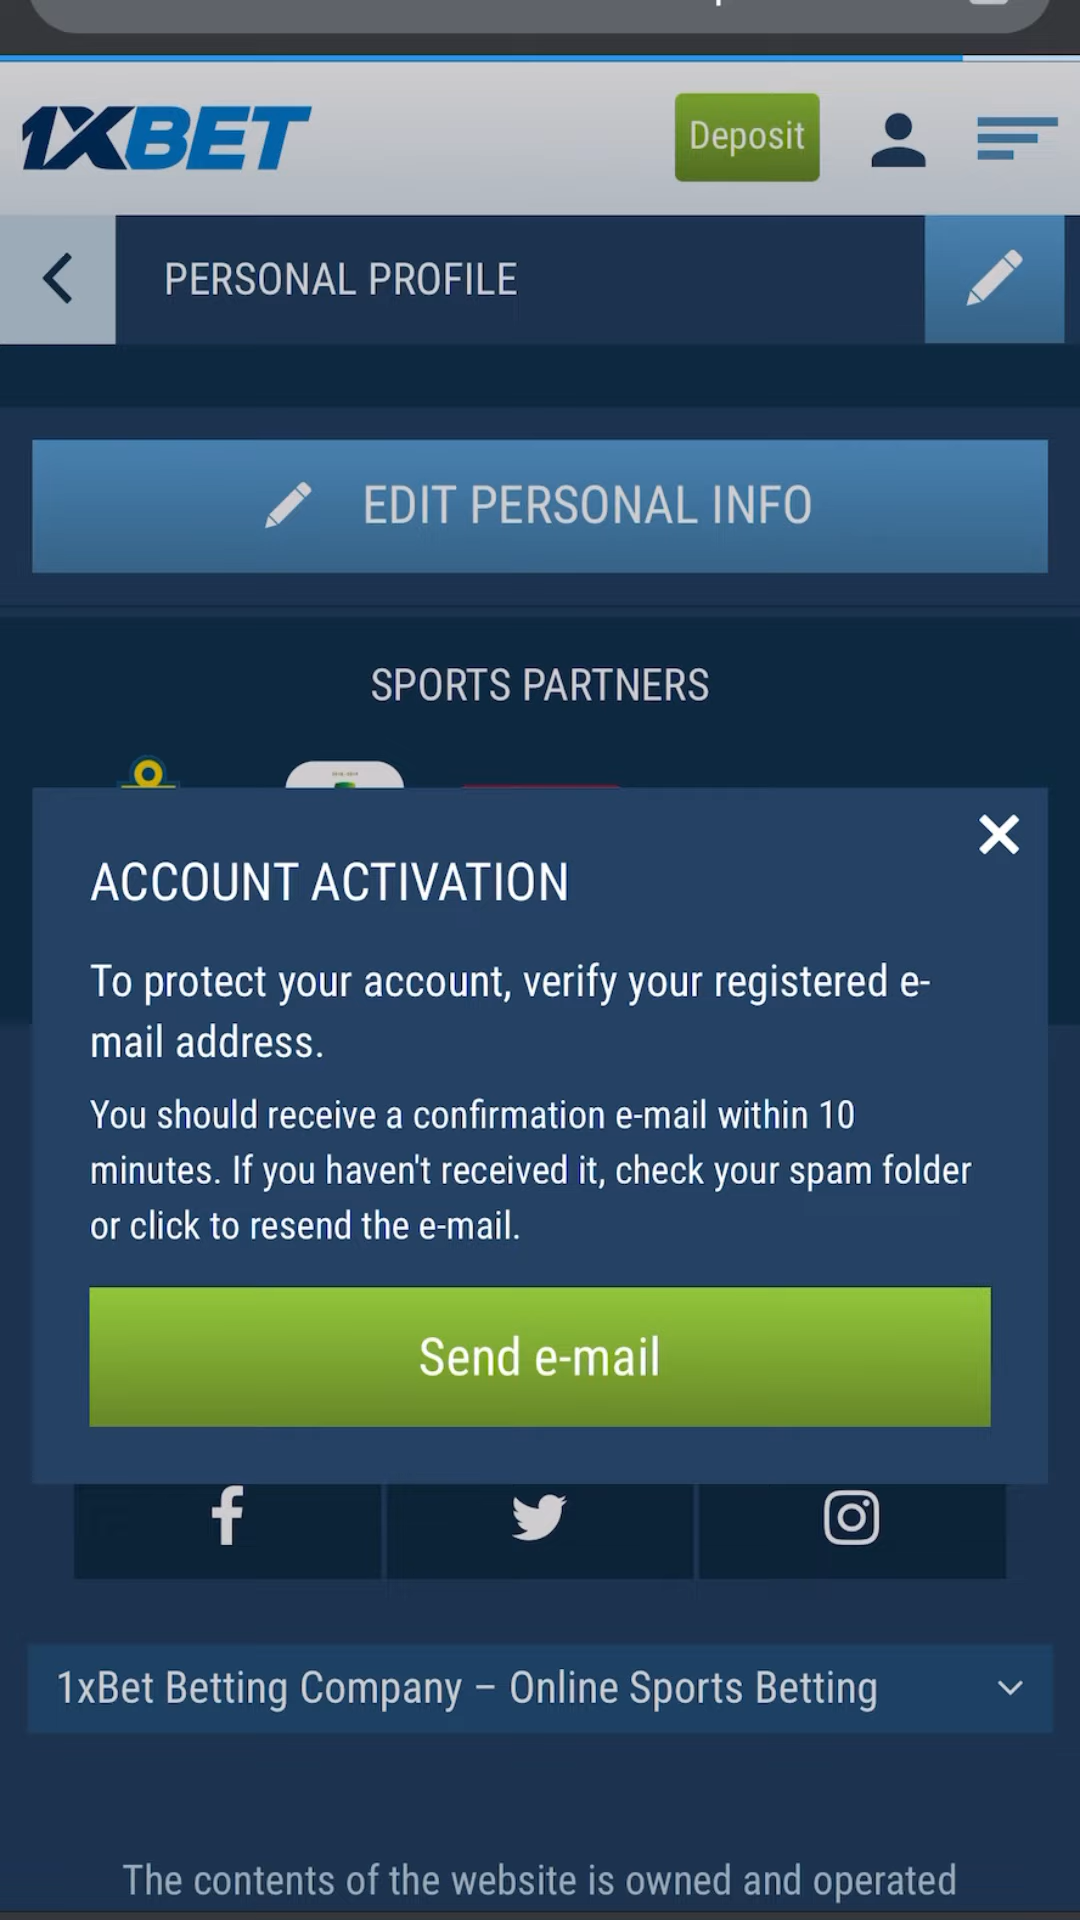 1XBET
Deposit
PERSONAL PROFILE
EDIT PERSONAL INFO
SPORTS PARTNERS
ACCOUNT ACTIVATION
To protect your account, verify your registered e-
mail address.
You should receive a confirmation e-mail within 10
minutes. If you haven't received it, check your spam folder
or click to resend the e-mail.
Send e-mail
1xBet Betting Company – Online Sports Betting
The contents of the website is owned and operated